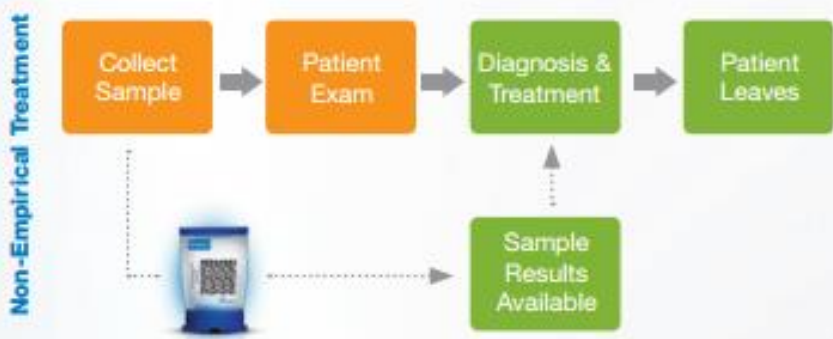 Non-Empirical Treatment
Collect
Sample
Patient
Exam
Diagnosis &
Treatment
Patient
Leaves
Sample
Results
Available